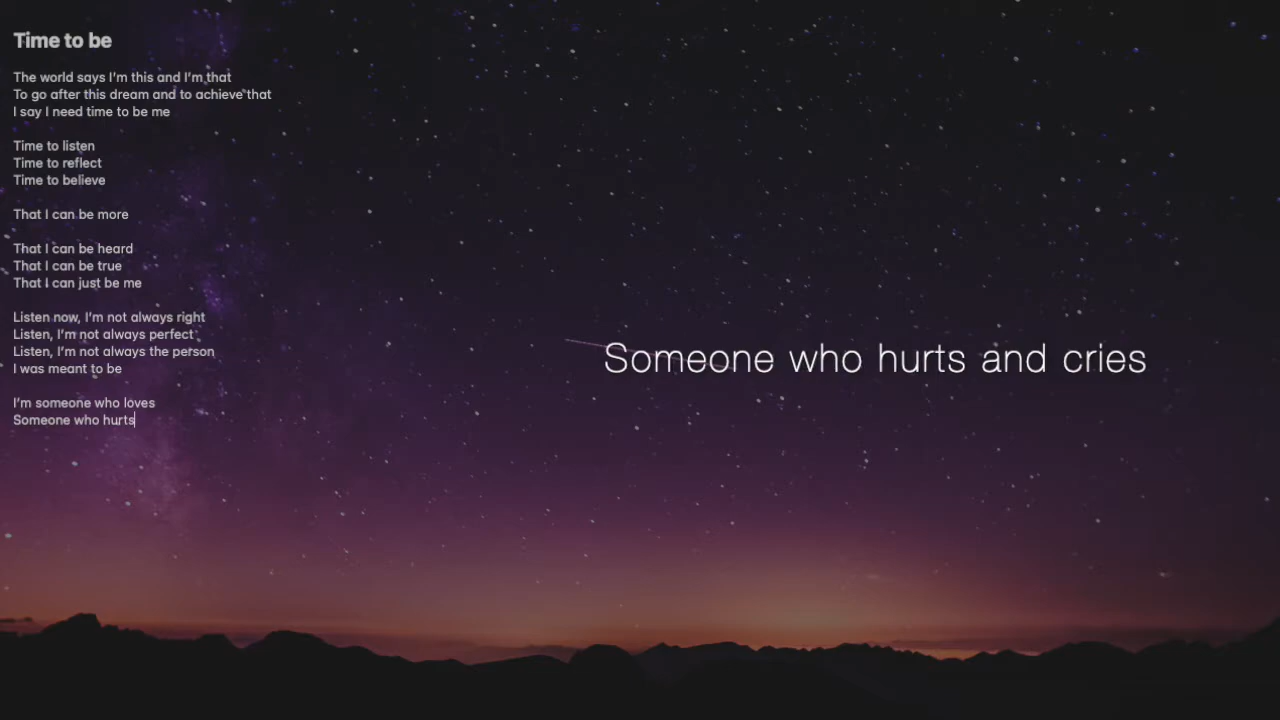 Time to be
The world says I'm this and I'm that
To go after this dream and to achieve that
I say I need time to be me
Time to listen
Time to reflect
Time to believe
That I can be more
That I can be heard
That I can be true
That I can just be me
Listen now, I'm not always right
Listen, I'm not always perfect
Listen, I'm not always the person
I was meant to be
I'm someone who loves
Someone who hurts
Someone who hurts and cries